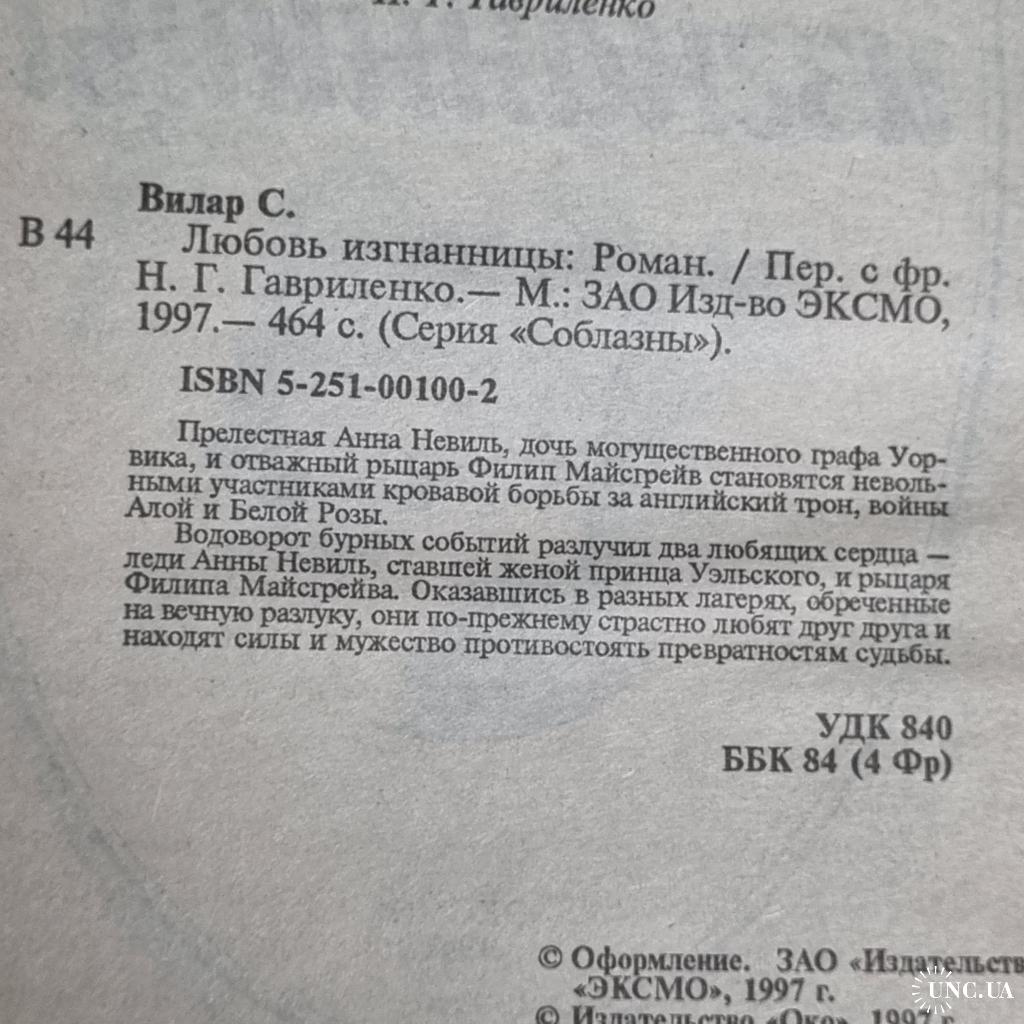 Н. Г. Гавриленко
Вилар С.
В 44
Любовь изгнанницы: Роман. / Пер. с фр.
Н. Г. Гавриленко.— М.: ЗАО Изд-во ЭКСМО,
1997.— 464 с. (Серия «Соблазны»).
ISBN 5-251-00100-2
Прелестная Анна Невиль, дочь могущественного графа Уор-
вика, и отважный рыцарь Филип Майсгрейв становятся неволь-
ными участниками кровавой борьбы за английский трон, войны
Алой и Белой Розы.
Водоворот бурных событий разлучил два любящих сердца —
леди Анны Невиль, ставшей женой принца Уэльского, и рыцаря
Филипа Майсгрейва. Оказавшись в разных лагерях, обреченные
на вечную разлуку, они по-прежнему страстно любят друг друга и
находят силы и мужество противостоять превратностям судьбы.
УДК 840
ББК 84 (4 Фр)
© Оформление. ЗАО «Издательств
«ЭКСМО», 1997 г.
© Издательство «Око», 1997 г.
UNC.UA